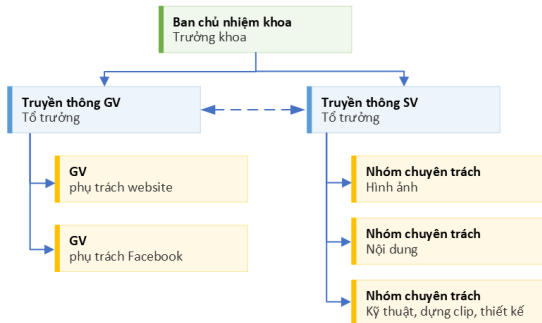 Ban chủ nhiệm khoa
Trưởng khoa
Truyền thông GV
Tổ trưởng
Truyền thông SV
Tổ trưởng
GV
phụ trách website
GV
phụ trách Facebook
Nhóm chuyên trách
Hình ảnh
Nhóm chuyên trách
Nội dung
Nhóm chuyên trách
Kỹ thuật, dựng clip, thiết kế